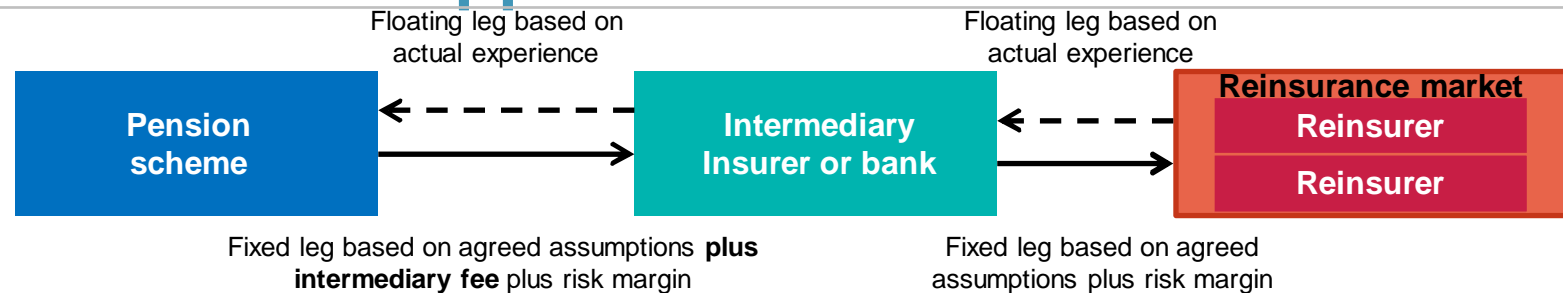 Floating leg based on
actual experience
Floating leg based on
actual experience
Pension
scheme
Intermediary
Insurer or bank
Reinsurance market
Reinsurer
Reinsurer
Fixed leg based on agreed assumptions plus
intermediary fee plus risk margin
Fixed leg based on agreed
assumptions plus risk margin